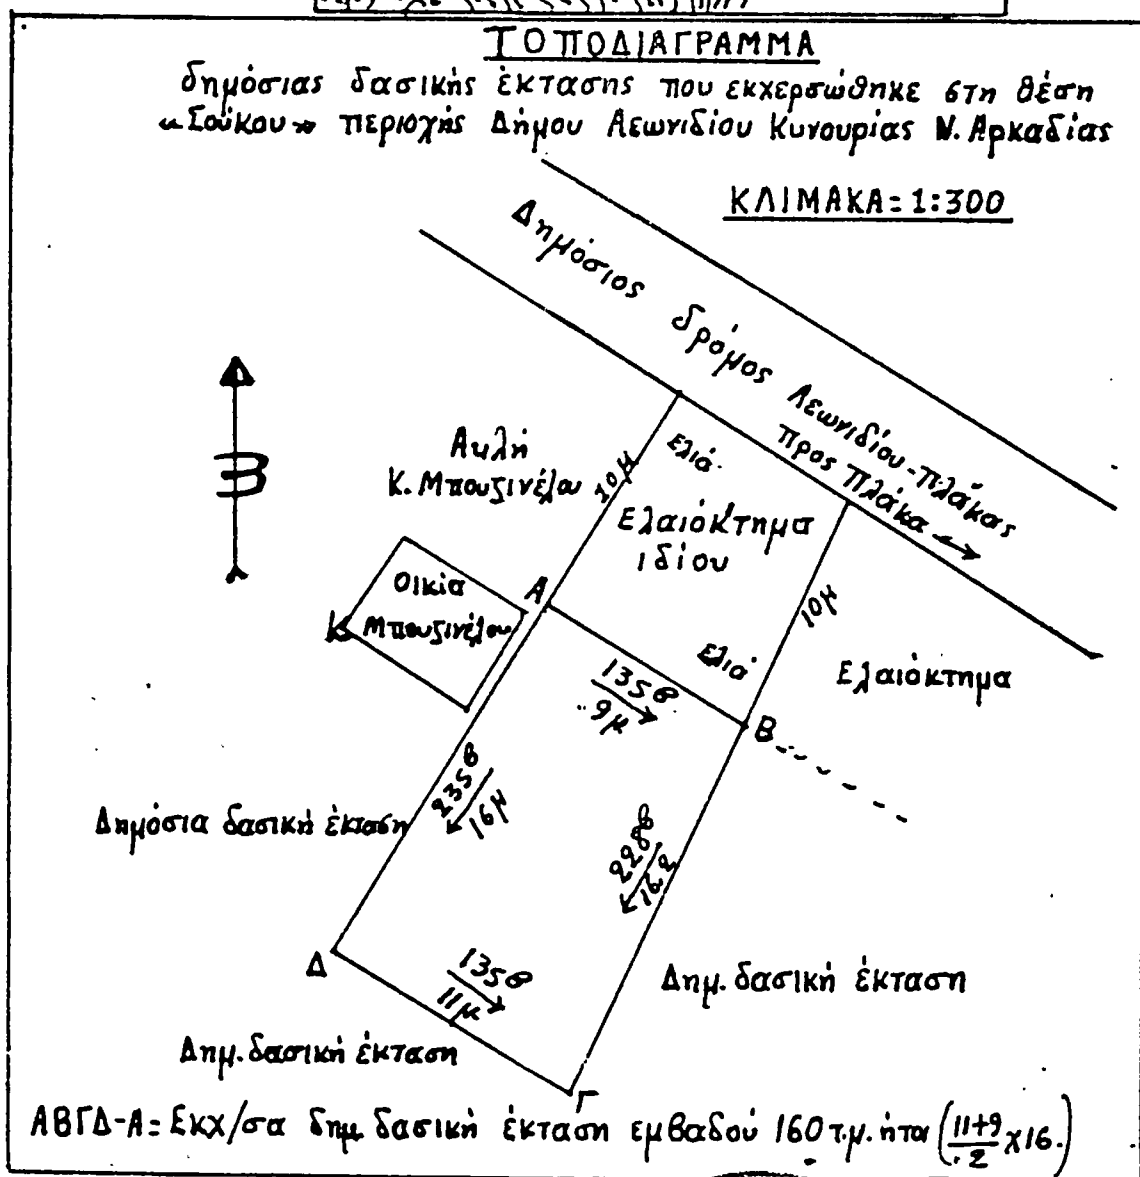 ΤΟΠΟΔΙΑΓΡΑΜΜΑ
δημόσιας δασικής έκτασης που εκχερσώθηκε στη θέση
«Σούκου» περιοχής Δήμου Λεωνιδίου Κυνουρίας Ν. Αρκαδίας
ΚΛΙΜΑΚΑ= 1:300
Δημόσιος δρόμος Λεωνιδίου-Πλάκας
προς Πλάκα
Β
Αυλή
Κ. Μπουζινέλου
10μ
ελιά
Ελαιόκτημα
ιδίου
Οικία
Κ. Μπουζινέλου
Α
10μ
ελιά
Ελαιόκτημα
135θ
9μ
Β
235θ
16μ
Δημόσια δασική έκταση
228θ
Δ
135θ
11μ
Δημ. δασική έκταση
Δημ. δασική έκταση
Γ
ΑΒΓΔ-Α= Εκχ/σα δημ. δασική έκταση εμβαδού 160 τ.μ. ήτοι (11+9/2 χ16.)